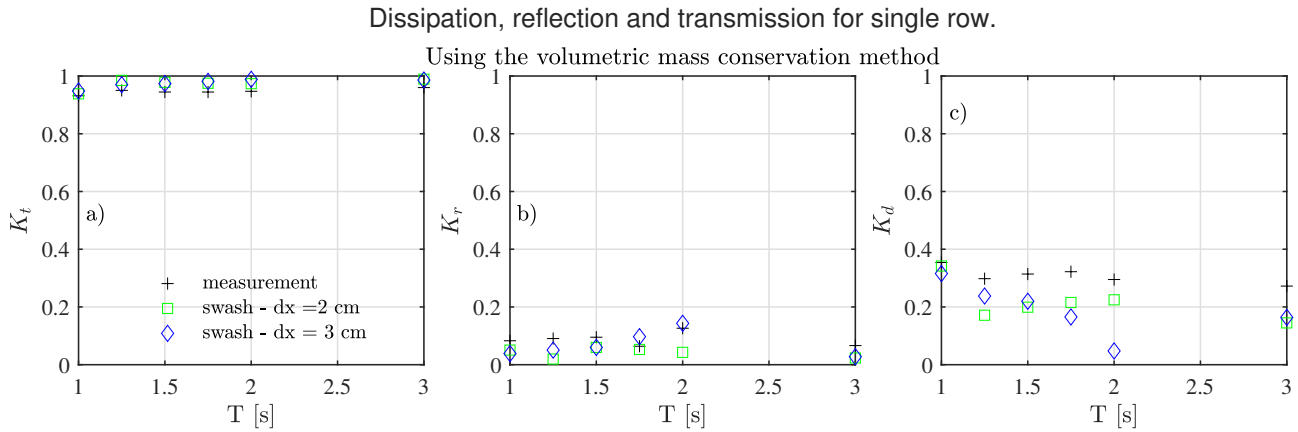 Dissipation, reflection and transmission for single row.
Using the volumetric mass conservation method
1
0.8
0.6
0.4
0.2
0
K_t
a)
measurement
swash - dx =2 cm
swash - dx = 3 cm
1 1.5 2 2.5 3
T [s]
1
0.8
0.6
0.4
0.2
0
K_r
b)
1 1.5 2 2.5 3
T [s]
1
0.8
0.6
0.4
0.2
0
K_d
c)
1 1.5 2 2.5 3
T [s]